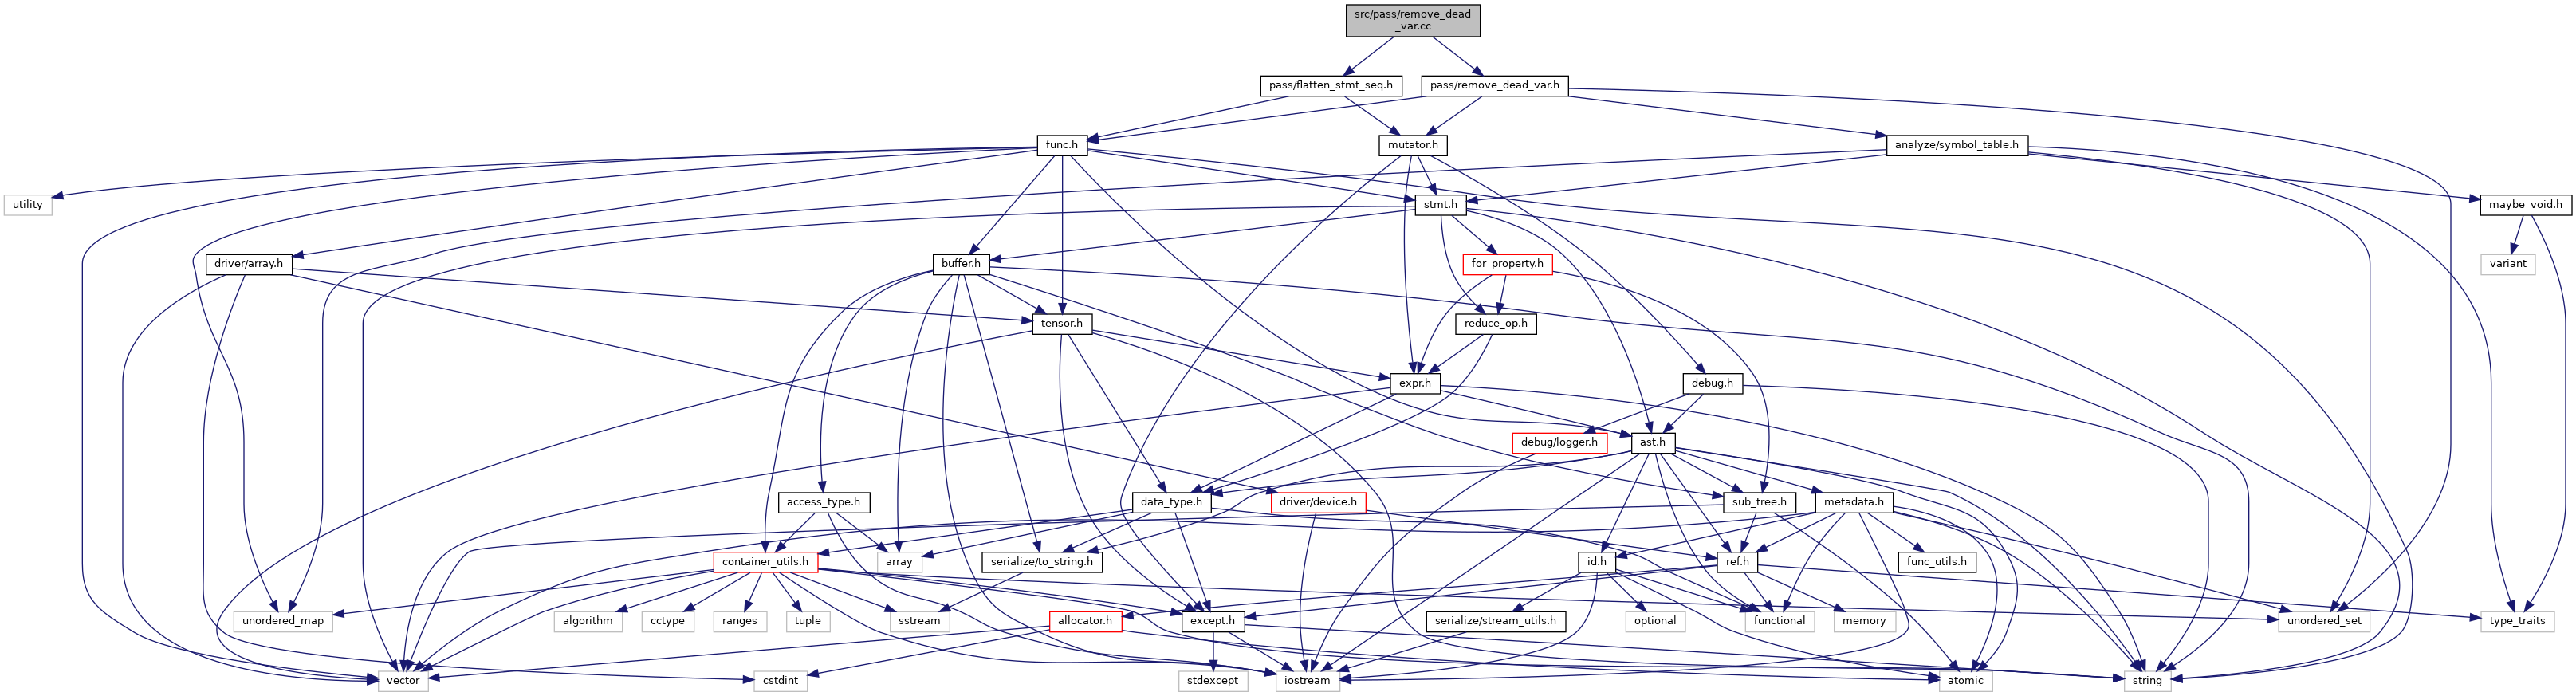 src/pass/remove_dead
_var.cc
pass/flatten_stmt_seq.h
pass/remove_dead_var.h
func.h
mutator.h
analyze/symbol_table.h
utility
stmt.h
maybe_void.h
driver/array.h
buffer.h
for_property.h
variant
tensor.h
reduce_op.h
expr.h
debug.h
debug/logger.h
ast.h
access_type.h
data_type.h
driver/device.h
sub_tree.h
metadata.h
container_utils.h
array
serialize/to_string.h
id.h
ref.h
func_utils.h
unordered_map
algorithm
cctype
ranges
tuple
sstream
allocator.h
except.h
serialize/stream_utils.h
optional
functional
memory
unordered_set
type_traits
vector
cstdint
stdexcept
iostream
atomic
string